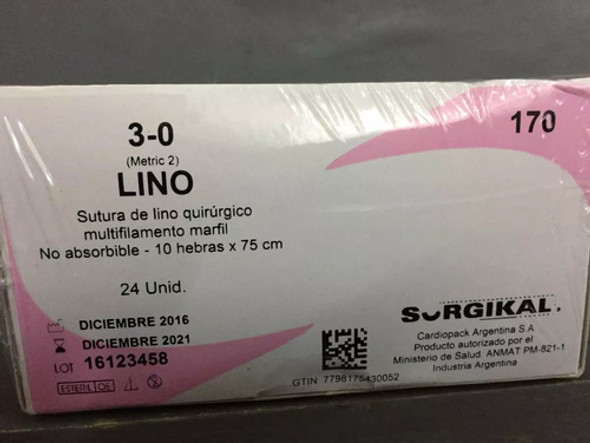 3-0
(Metric 2)
LINO
170
Sutura de lino quirúrgico
multifilamento marfil
No absorbible - 10 hebras x 75 cm
24 Unid.
DICIEMBRE 2016
DICIEMBRE 2021
LOT 16123458
ESTERIL OE
SURGIKAL.
Cardiopack Argentina S.A
Producto autorizado por el
Ministerio de Salud ANMAT PM-821-1
Industria Argentina
GTIN: 7798175430052